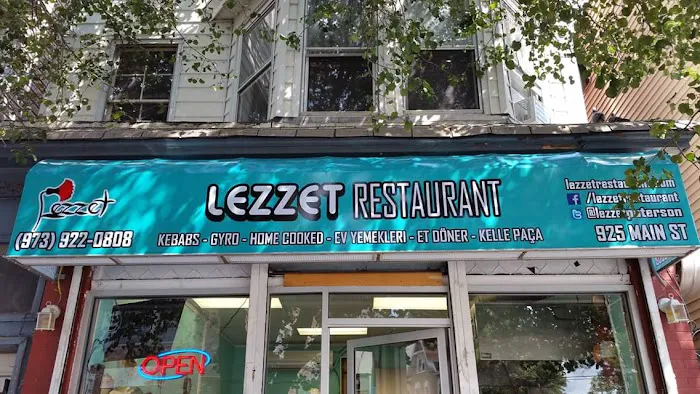 Lezzet
(973) 922-0808
LEZZET RESTAURANT
KEBABS - GYRO - HOME COOKED - EV YEMEKLERI - ET DÖNER - KELLE PAÇA
lezzetrestaurant.com
/lezzetrestaurant
@lezzetpaterson
925 MAIN ST
OPEN